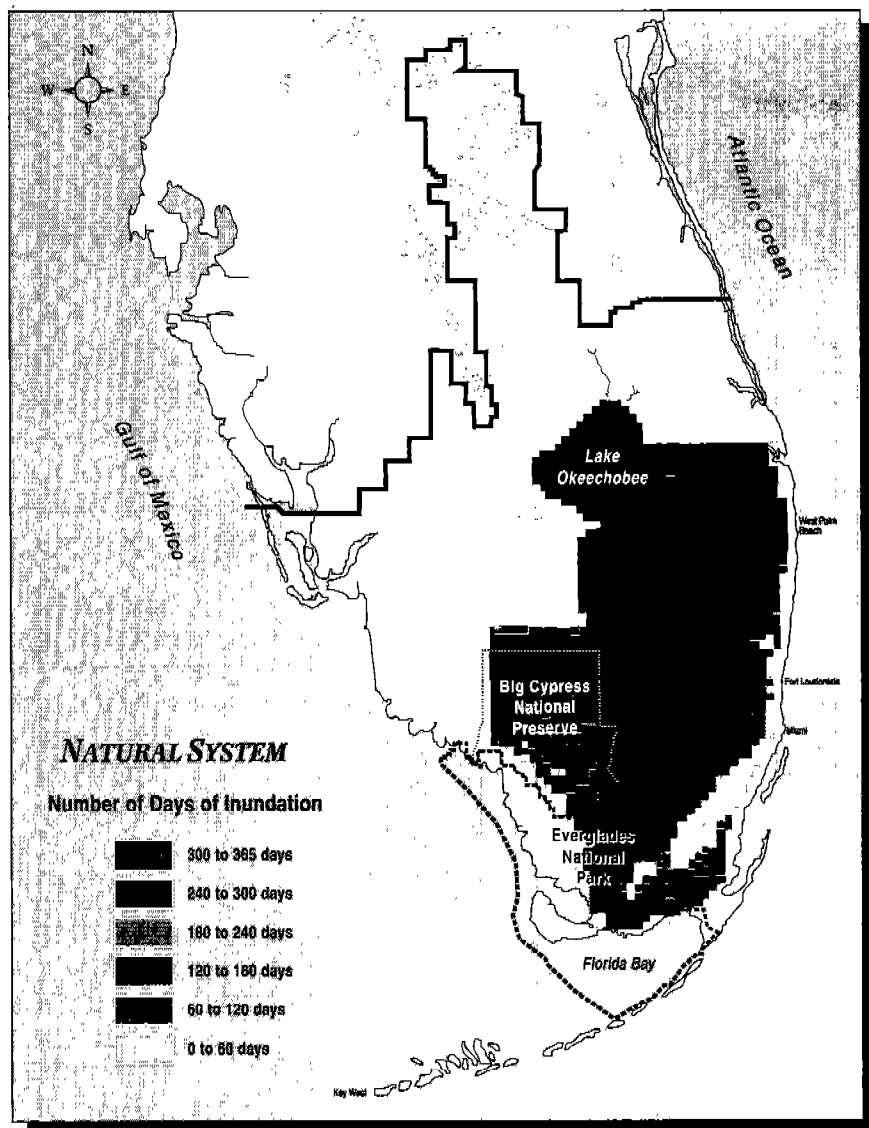 N
W E
S
Atlantic Ocean
Gulf of Mexico
Lake
Okeechobee
West Palm
Beach
Big Cypress
National
Preserve
Fort Lauderdale
Miami
NATURAL SYSTEM
Number of Days of Inundation
300 to 365 days
240 to 300 days
180 to 240 days
120 to 180 days
60 to 120 days
0 to 60 days
Everglades
National
Park
Florida Bay
Key West